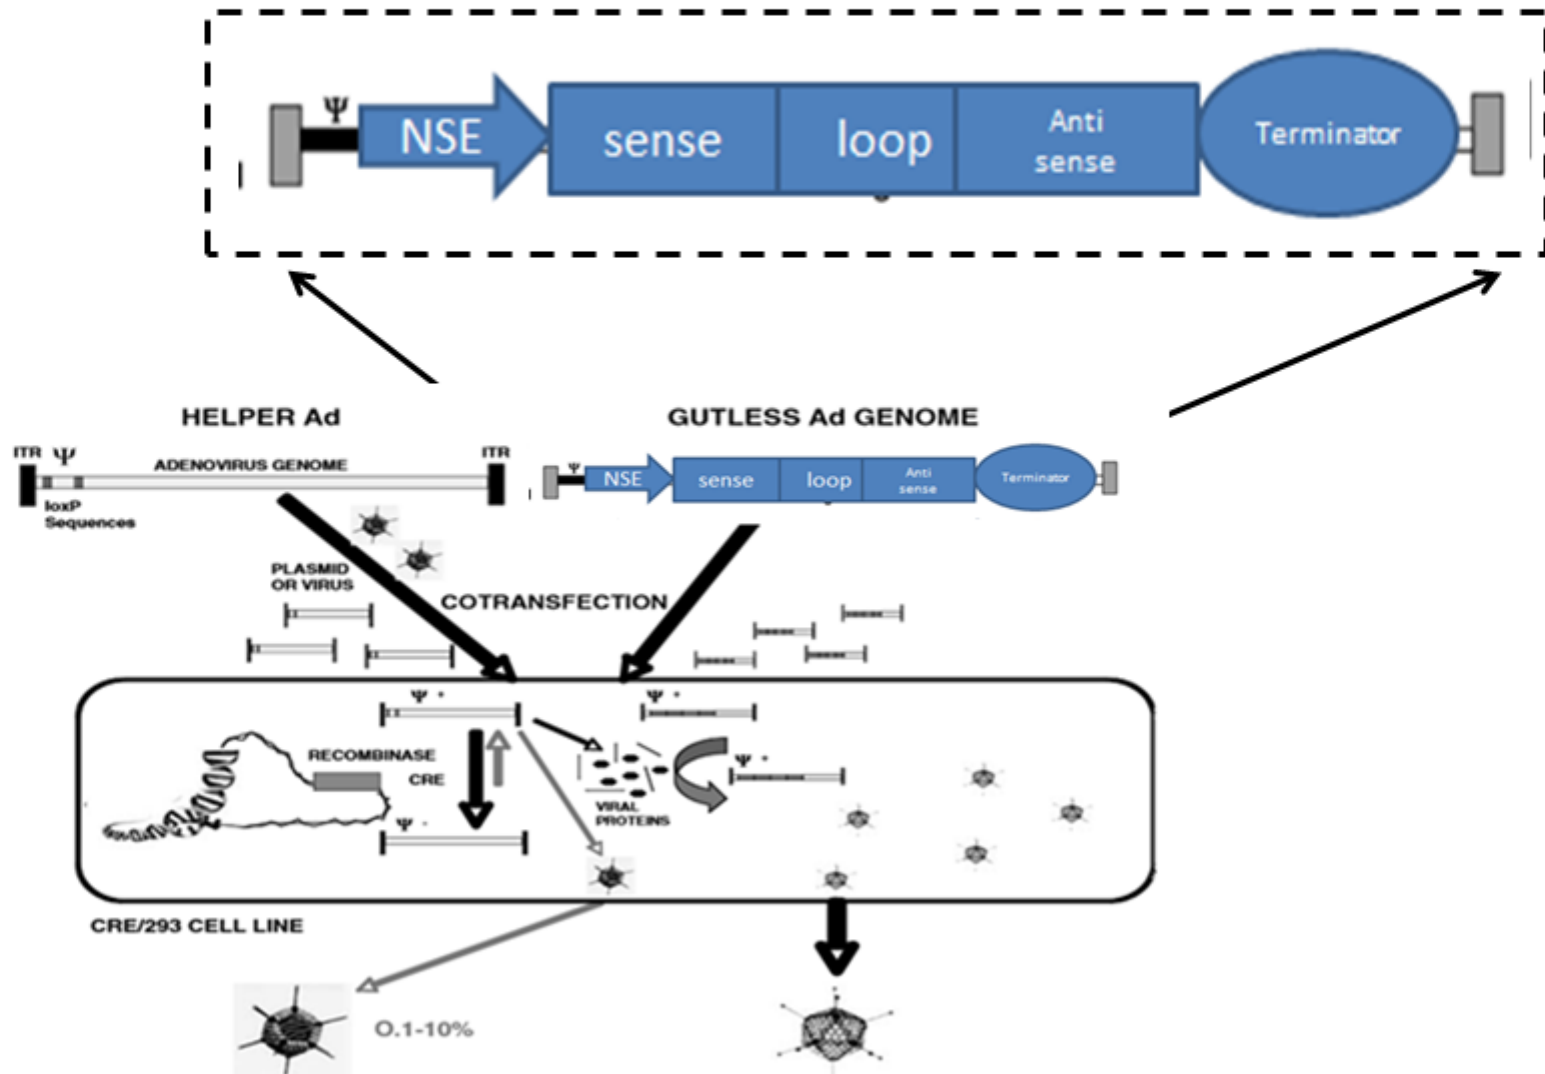 Ψ
NSE
sense
loop
Anti
sense
Terminator
HELPER Ad
GUTLESS Ad GENOME
ITR
Ψ
ITR
ADENOVIRUS GENOME
loxP
Sequences
Ψ
NSE
sense
loop
Anti
sense
Terminator
PLASMID
OR VIRUS
COTRANSFECTION
Ψ +
Ψ +
RECOMBINASE
CRE
Ψ +
VIRAL
PROTEINS
Ψ -
CRE/293 CELL LINE
O.1-10%